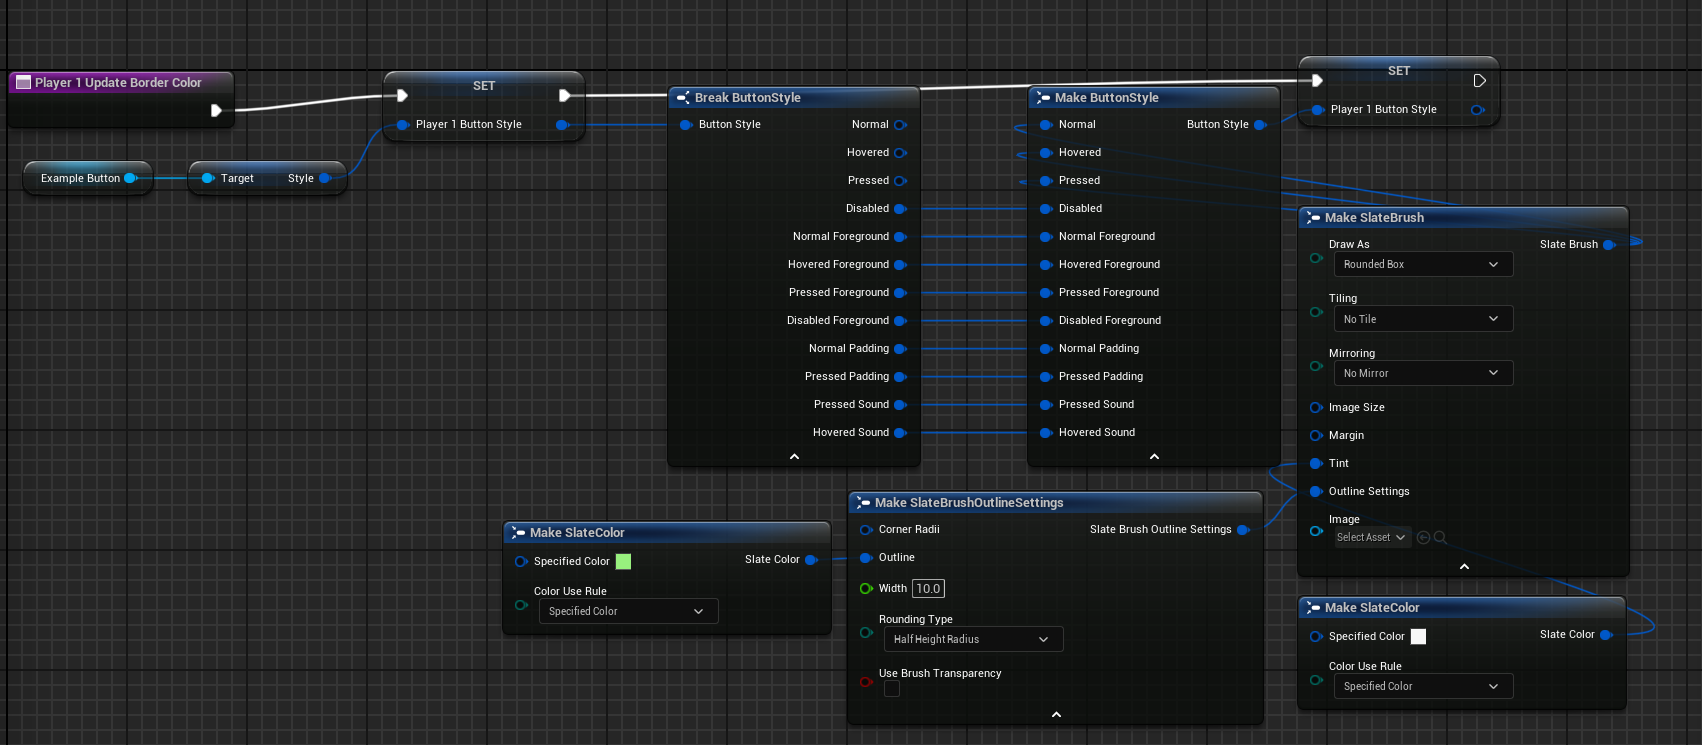 Player 1 Update Border Color
Example Button
Target Style
SET
Player 1 Button Style
Break ButtonStyle
Button Style
Normal
Hovered
Pressed
Disabled
Normal Foreground
Hovered Foreground
Pressed Foreground
Disabled Foreground
Normal Padding
Pressed Padding
Pressed Sound
Hovered Sound
Make ButtonStyle
Normal Button Style
Hovered
Pressed
Disabled
Normal Foreground
Hovered Foreground
Pressed Foreground
Disabled Foreground
Normal Padding
Pressed Padding
Pressed Sound
Hovered Sound
SET
Player 1 Button Style
Make SlateBrush
Draw As Slate Brush
Rounded Box
Tiling
No Tile
Mirroring
No Mirror
Image Size
Margin
Tint
Outline Settings
Image
Select Asset
Make SlateColor
Specified Color Slate Color
Color Use Rule
Specified Color
Make SlateBrushOutlineSettings
Corner Radii Slate Brush Outline Settings
Outline
Width 10.0
Rounding Type
Half Height Radius
Use Brush Transparency
Make SlateColor
Specified Color Slate Color
Color Use Rule
Specified Color